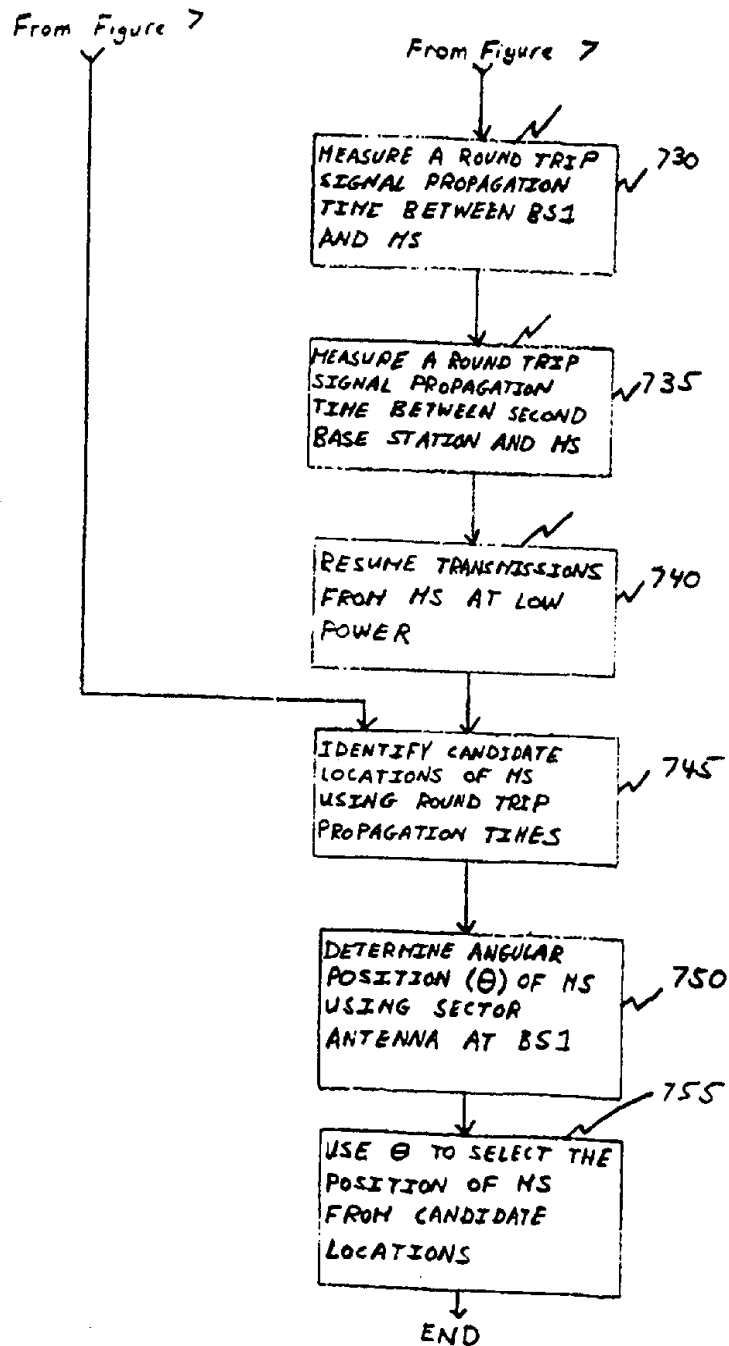 From Figure 7
From Figure 7
MEASURE A ROUND TRIP
SIGNAL PROPAGATION
TIME BETWEEN BS1
AND MS
730
MEASURE A ROUND TRIP
SIGNAL PROPAGATION
TIME BETWEEN SECOND
BASE STATION AND MS
735
RESUME TRANSMISSIONS
FROM MS AT LOW
POWER
740
IDENTIFY CANDIDATE
LOCATIONS OF MS
USING ROUND TRIP
PROPAGATION TIMES
745
DETERMINE ANGULAR
POSITION (θ) OF MS
USING SECTOR
ANTENNA AT BS1
750
755
USE θ TO SELECT THE
POSITION OF MS
FROM CANDIDATE
LOCATIONS
END